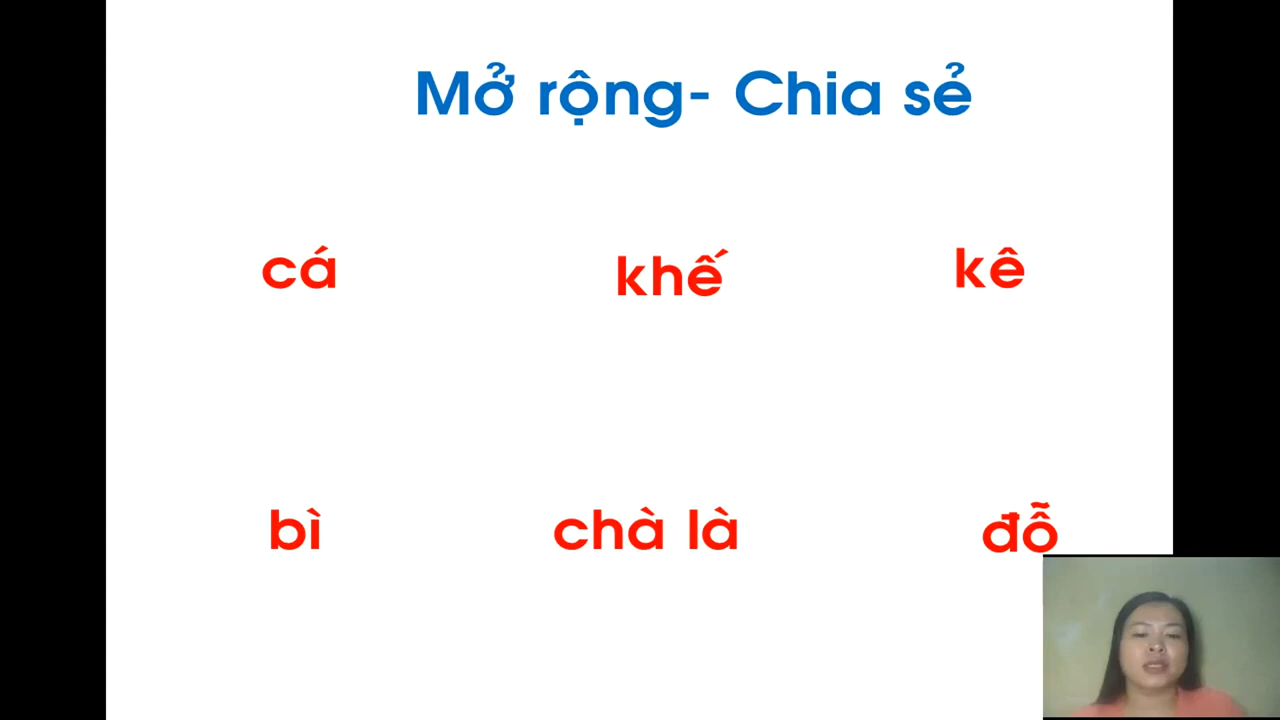 Mở rộng- Chia sẻ
cá khế kê
bì chà là đỗ